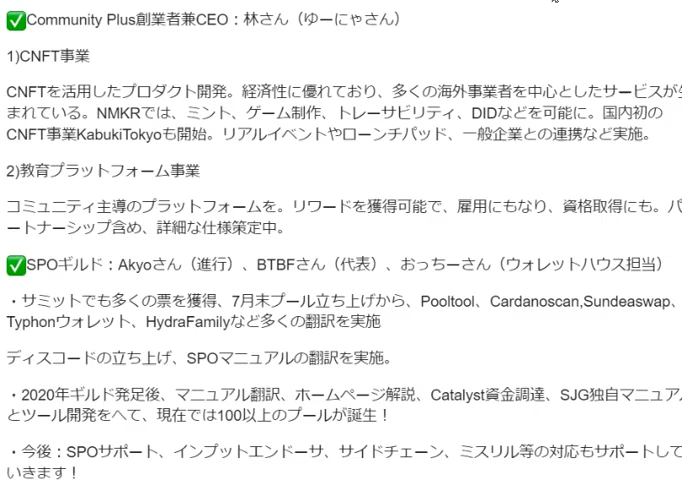 ✅Community Plus創業者兼CEO：林さん（ゆーにゃさん）
1)CNFT事業
CNFTを活用したプロダクト開発。経済性に優れており、多くの海外事業者を中心としたサービスが生
まれている。NMKRでは、ミント、ゲーム制作、トレーサビリティ、DIDなどを可能に。国内初の
CNFT事業KabukiTokyoも開始。リアルイベントやローンチパッド、一般企業との連携など実施。
2)教育プラットフォーム事業
コミュニティ主導のプラットフォームを。リワードを獲得可能で、雇用にもなり、資格取得にも。パ
ートナーシップ含め、詳細な仕様策定中。
✅SPOギルド：Akyoさん（進行）、BTBFさん（代表）、おっちーさん（ウォレットハウス担当）
・サミットでも多くの票を獲得、7月末プール立ち上げから、Pooltool、Cardanoscan,Sundeaswap、
Typhonウォレット、HydraFamilyなど多くの翻訳を実施
ディスコードの立ち上げ、SPOマニュアルの翻訳を実施。
・2020年ギルド発足後、マニュアル翻訳、ホームページ解説、Catalyst資金調達、SJG独自マニュア
とツール開発をへて、現在では100以上のプールが誕生！
・今後：SPOサポート、インプットエンドーサ、サイドチェーン、ミスリル等の対応もサポートして
いきます！